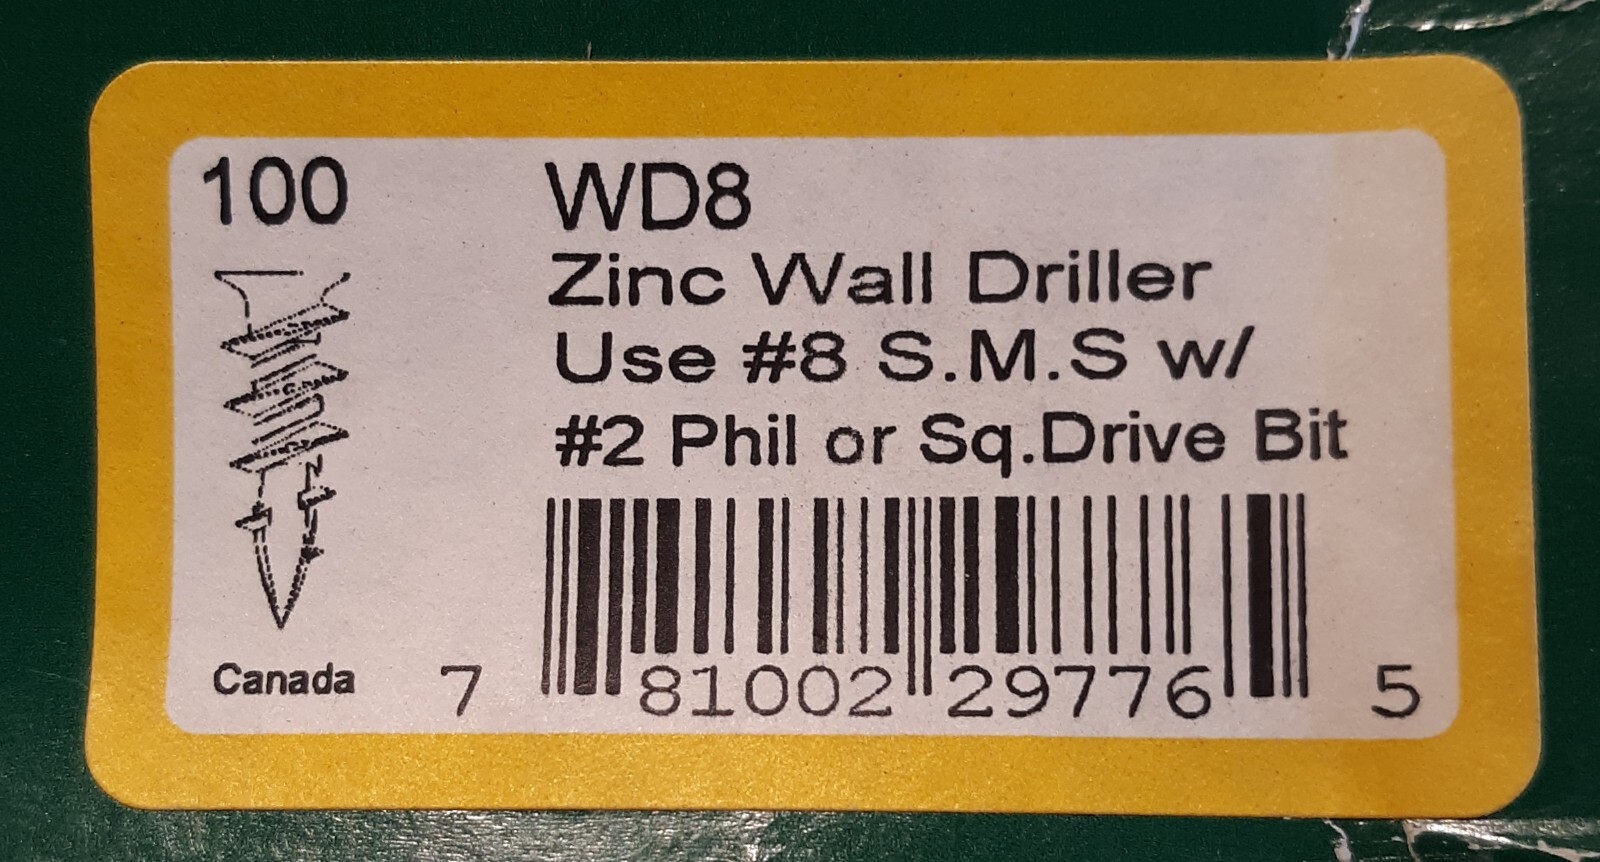 100
WD8
Zinc Wall Driller
Use #8 S.M.S w/
#2 Phil or Sq.Drive Bit
Canada
7 81002 29776 5